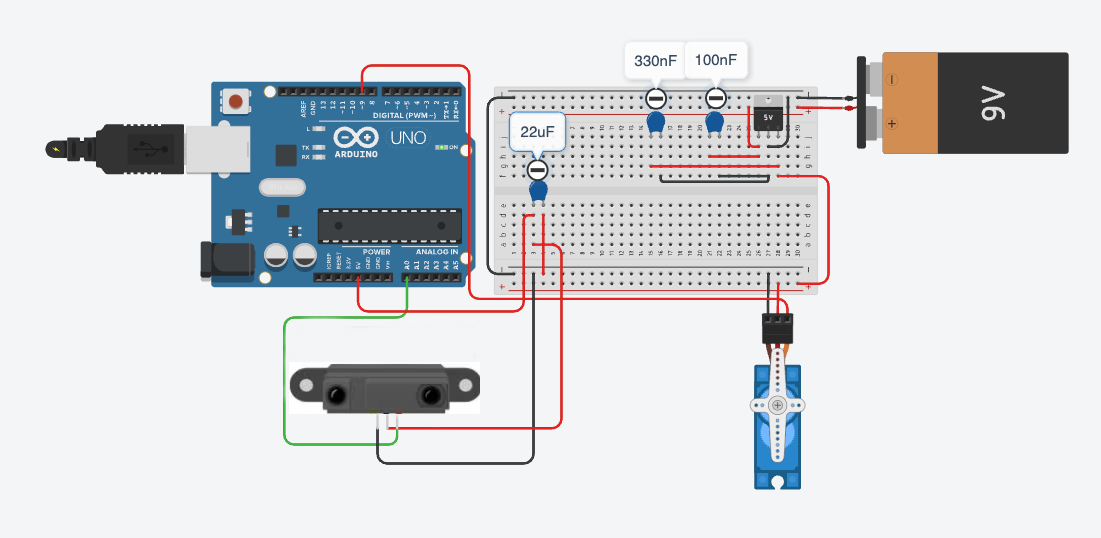 330nF 100nF
22uF
5V
9V
AREF
GND
13
12
~11
~10
~9
8
7
~6
~5
4
~3
2
TX→1
RX←0
DIGITAL (PWM~)
L
TX
RX
UNO
ARDUINO
ON
POWER
ANALOG IN
IOREF
RESET
3.3V
5V
GND
GND
Vin
A0
A1
A2
A3
A4
A5